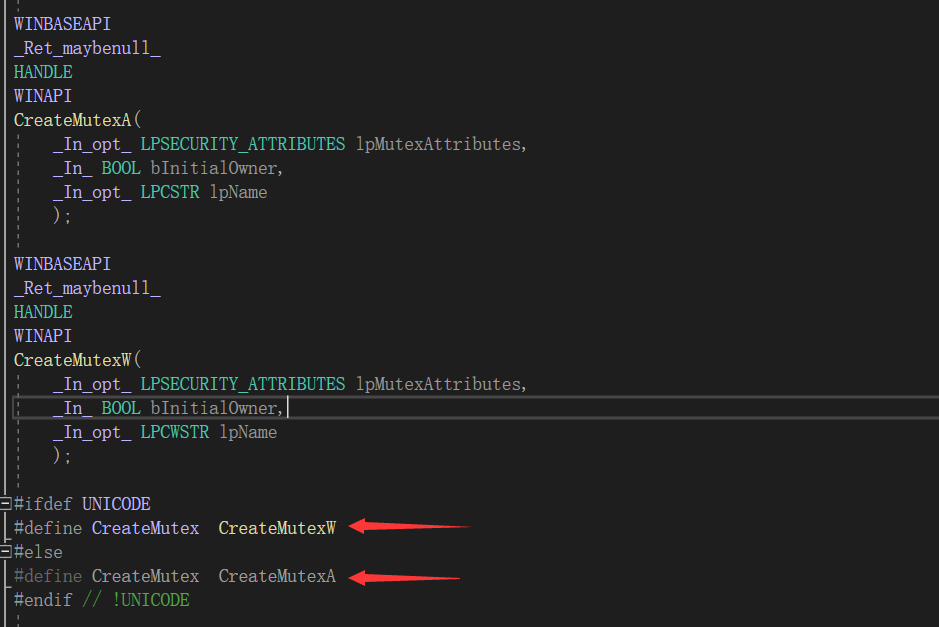 WINBASEAPI
_Ret_maybenull_
HANDLE
WINAPI
CreateMutexA(
    _In_opt_ LPSECURITY_ATTRIBUTES lpMutexAttributes,
    _In_ BOOL bInitialOwner,
    _In_opt_ LPCSTR lpName
    );

WINBASEAPI
_Ret_maybenull_
HANDLE
WINAPI
CreateMutexW(
    _In_opt_ LPSECURITY_ATTRIBUTES lpMutexAttributes,
    _In_ BOOL bInitialOwner,
    _In_opt_ LPCWSTR lpName
    );

#ifdef UNICODE
#define CreateMutex  CreateMutexW
#else
#define CreateMutex  CreateMutexA
#endif // !UNICODE